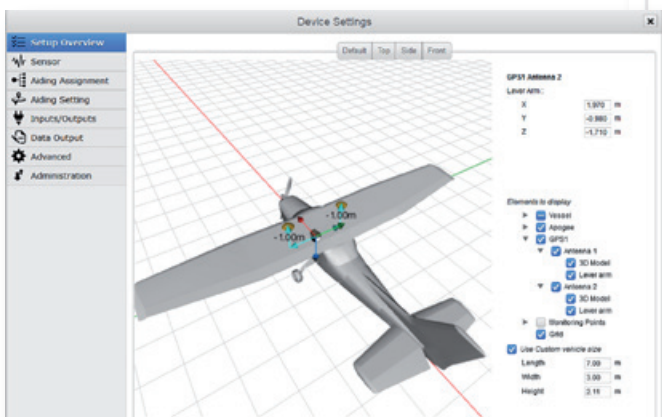 Device Settings
Setup Overview
Sensor
Aiding Assignment
Aiding Setting
Inputs/Outputs
Data Output
Advanced
Administration
Default Top Side Front
-1.00m
-1.00m
GPS1 Antenna 2
Lever Arm :
X 1.970 m
Y -0.980 m
Z -1.710 m
Elements to display
Vessel
Apogee
GPS1
Antenna 1
3D Model
Lever arm
Antenna 2
3D Model
Lever arm
Monitoring Points
Grid
Use Custom vehicle size
Length 7.00 m
Width 3.00 m
Height 2.16 m